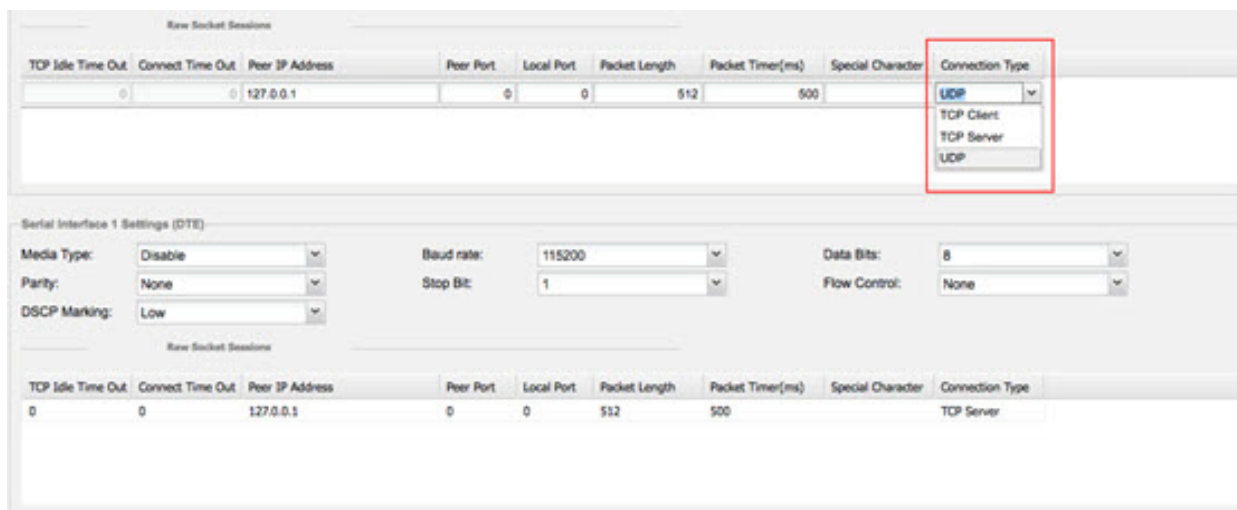 Raw Socket Sessions
TCP Idle Time Out Connect Time Out Peer IP Address Peer Port Local Port Packet Length Packet Timer(ms) Special Character Connection Type
0 0 127.0.0.1 0 0 512 500 UDP
TCP Client
TCP Server
UDP
Serial Interface 1 Settings (DTE)
Media Type: Disable Baud rate: 115200 Data Bits: 8
Parity: None Stop Bit: 1 Flow Control: None
DSCP Marking: Low
Raw Socket Sessions
TCP Idle Time Out Connect Time Out Peer IP Address Peer Port Local Port Packet Length Packet Timer(ms) Special Character Connection Type
0 0 127.0.0.1 0 0 512 500 TCP Server